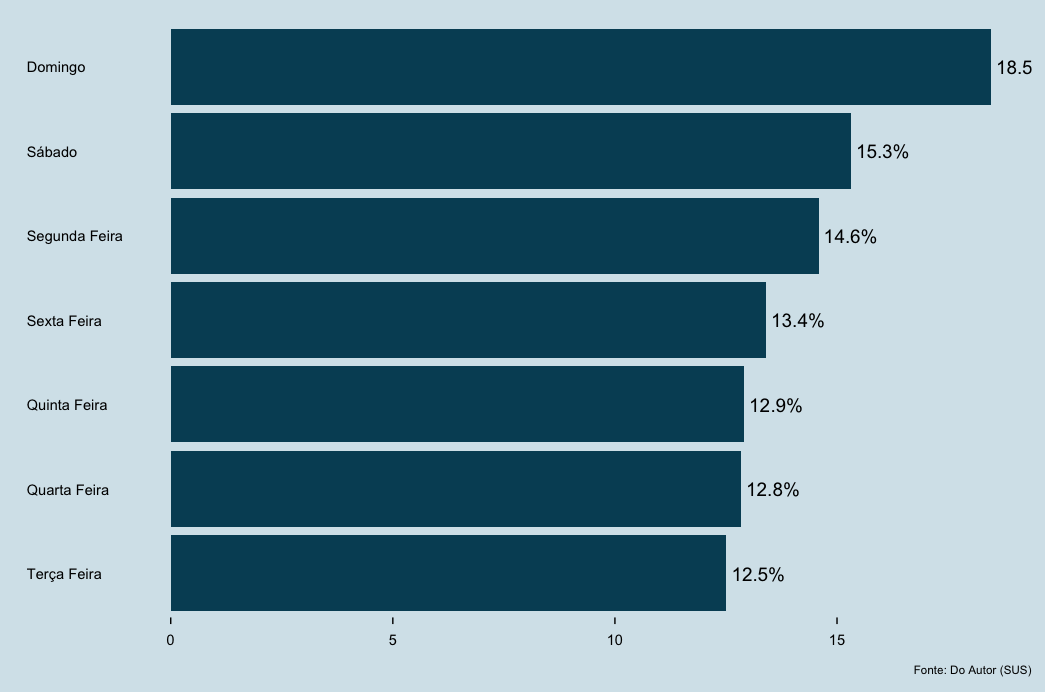 Domingo 18.5
Sábado 15.3%
Segunda Feira 14.6%
Sexta Feira 13.4%
Quinta Feira 12.9%
Quarta Feira 12.8%
Terça Feira 12.5%
0 5 10 15
Fonte: Do Autor (SUS)